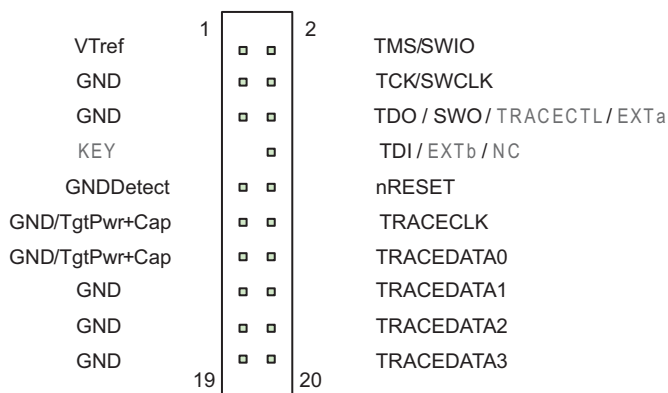 1 2
VTref TMS/SWIO
GND TCK/SWCLK
GND TDO / SWO / TRACECTL / EXTa
KEY TDI / EXTb / NC
GNDDetect nRESET
GND/TgtPwr+Cap TRACECLK
GND/TgtPwr+Cap TRACEDATA0
GND TRACEDATA1
GND TRACEDATA2
GND TRACEDATA3
19 20